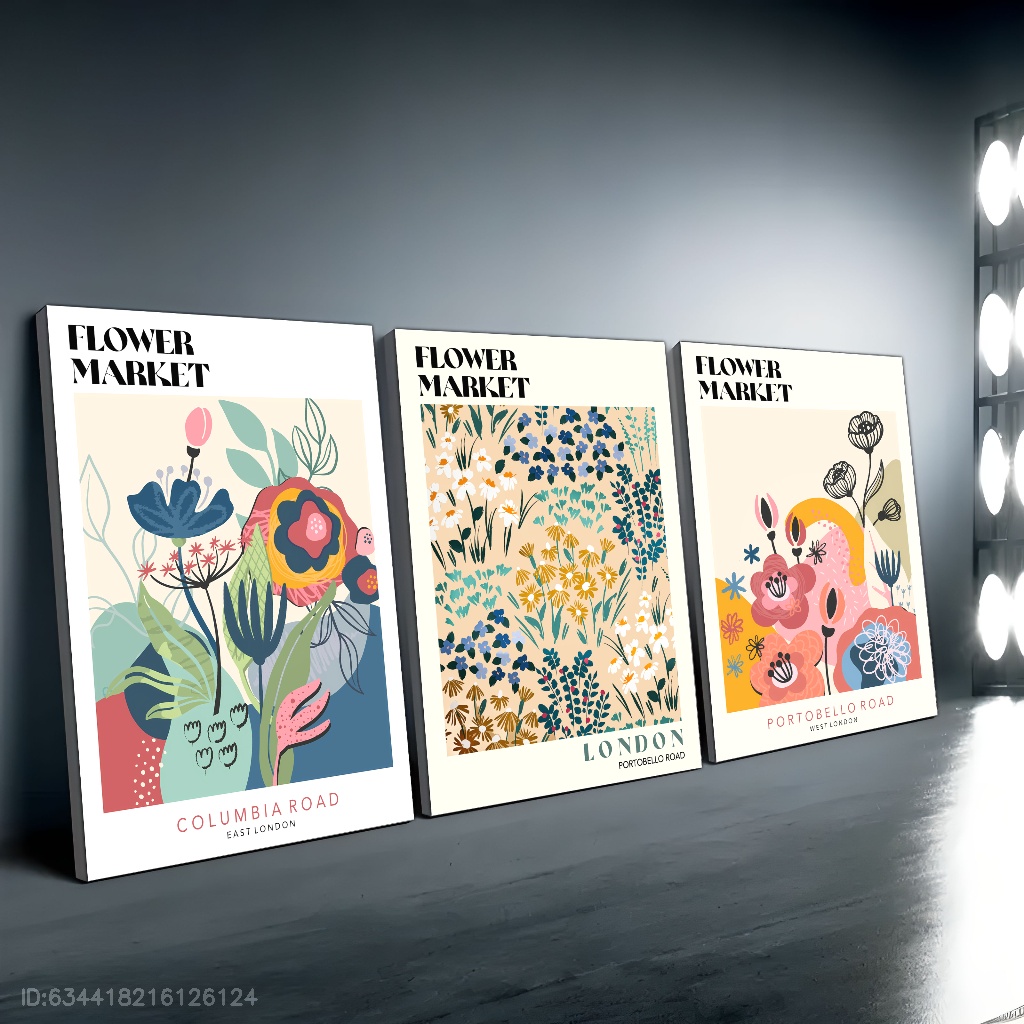 FLOWER
MARKET
COLUMBIA ROAD
EAST LONDON
FLOWER
MARKET
LONDON
PORTOBELLO ROAD
FLOWER
MARKET
PORTOBELLO ROAD
WEST LONDON
ID:634418216126124